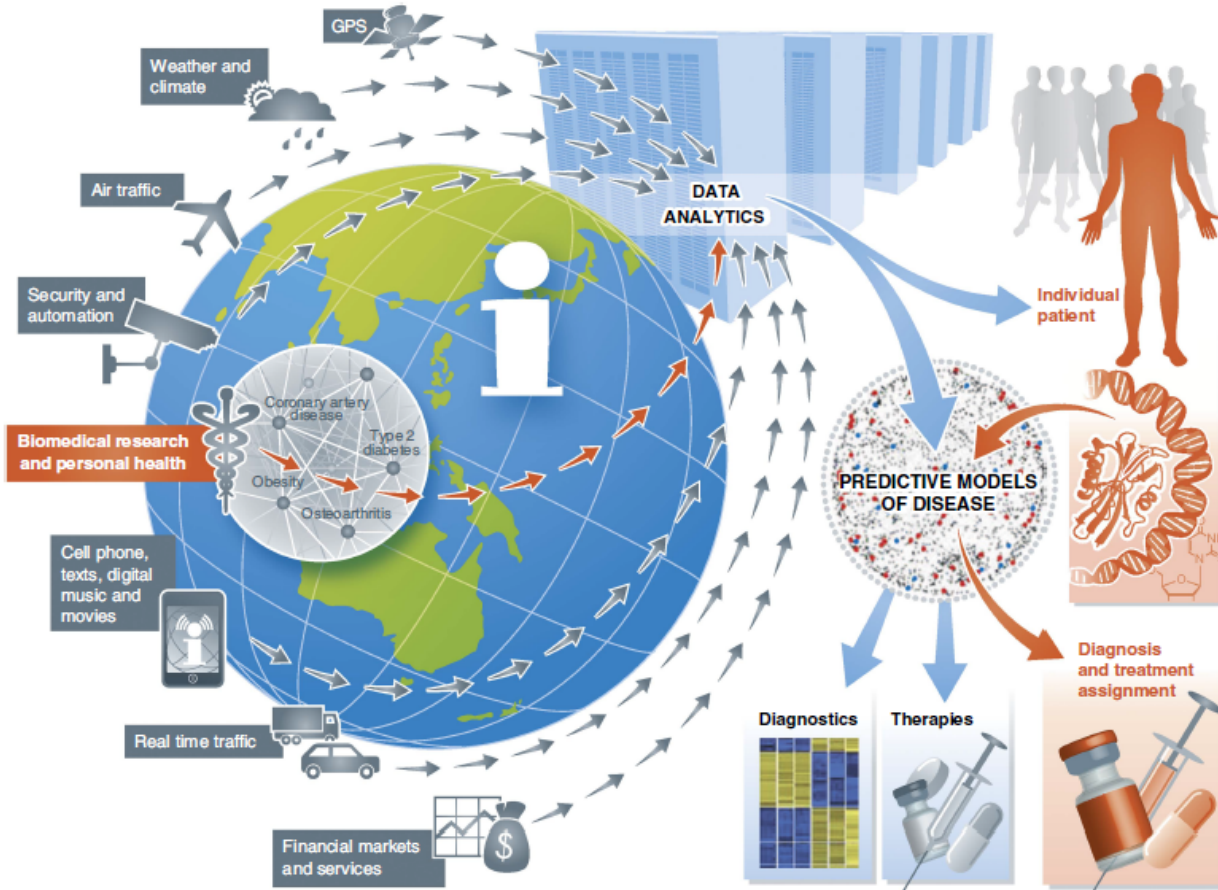 GPS
Weather and
climate
Air traffic
Security and
automation
Biomedical research
and personal health
Cell phone,
texts, digital
music and
movies
Real time traffic
Financial markets
and services
Coronary artery
disease
Type 2
diabetes
Obesity
Osteoarthritis
i
i
$
DATA
ANALYTICS
Individual
patient
PREDICTIVE MODELS
OF DISEASE
N
N
O
Diagnosis
and treatment
assignment
Diagnostics
Therapies